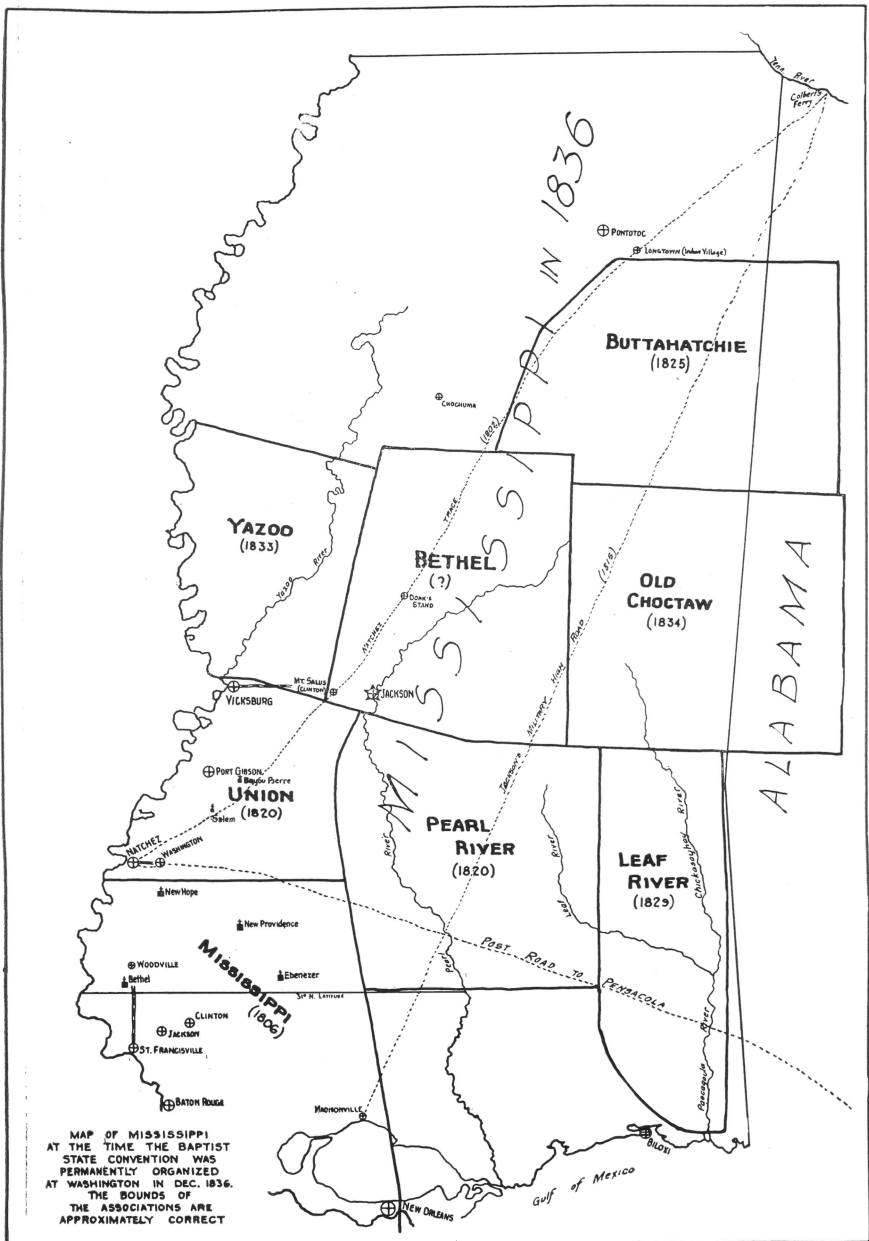 Tenn River
Colbert's
Ferry
MISSISSIPPI IN 1836
PONTOTOC
LONGTOWN (Indian Village)
BUTTAHATCHIE
(1825)
CHOCHUMA
(1802)
TRACE
NATCHEZ
YAZOO
(1833)
Yazoo
River
BETHEL
(?)
DOAK'S
STAND
OLD
CHOCTAW
(1834)
ALABAMA
JACKSON'S MILITARY HIGH ROAD (1818)
MT. SALUS
(CLINTON)
JACKSON
VICKSBURG
PORT GIBSON
Bayou Pierre
UNION
(1820)
Salem
NATCHEZ
WASHINGTON
PEARL
RIVER
(1820)
River
Pearl
River
Leaf
LEAF
RIVER
(1829)
Chickasayhay River
New Hope
New Providence
POST ROAD TO PENSACOLA
WOODVILLE
Bethel
MISSISSIPPI
(1806)
Ebenezer
31° N. LATITUDE
CLINTON
JACKSON
ST. FRANCISVILLE
Pascagoula River
BATON ROUGE
MADISONVILLE
BILOXI
Gulf of Mexico
NEW ORLEANS
MAP OF MISSISSIPPI
AT THE TIME THE BAPTIST
STATE CONVENTION WAS
PERMANENTLY ORGANIZED
AT WASHINGTON IN DEC. 1836.
THE BOUNDS OF
THE ASSOCIATIONS ARE
APPROXIMATELY CORRECT